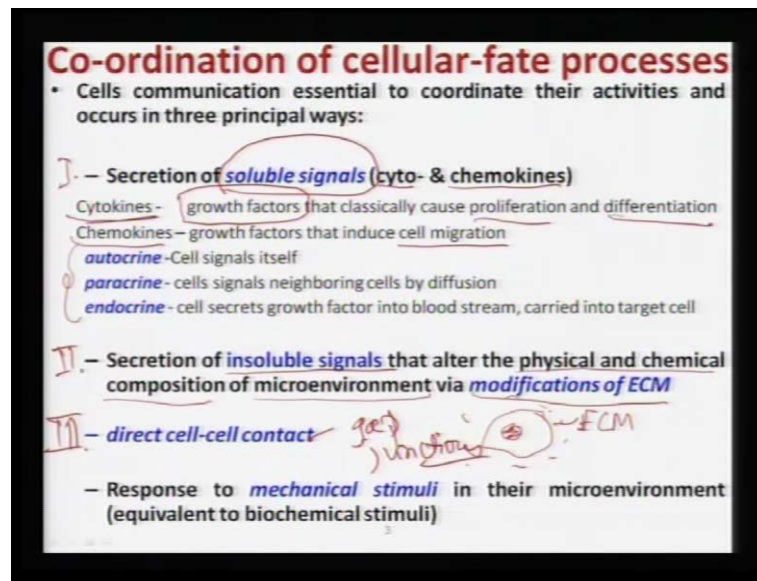 Co-ordination of cellular-fate processes
• Cells communication essential to coordinate their activities and
occurs in three principal ways:
I. – Secretion of soluble signals (cyto- & chemokines)
Cytokines - growth factors that classically cause proliferation and differentiation
Chemokines – growth factors that induce cell migration
autocrine -Cell signals itself
paracrine - cells signals neighboring cells by diffusion
endocrine - cell secrets growth factor into blood stream, carried into target cell
II. – Secretion of insoluble signals that alter the physical and chemical
composition of microenvironment via modifications of ECM
III – direct cell-cell contact gap ECM
junctions
– Response to mechanical stimuli in their microenvironment
(equivalent to biochemical stimuli)
3